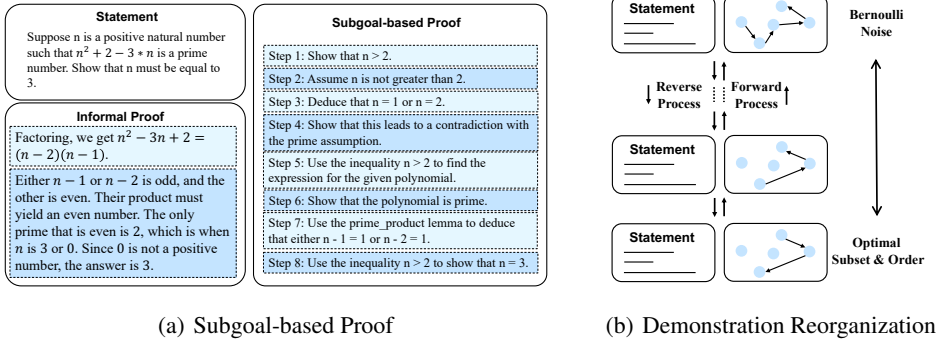 Statement
Suppose n is a positive natural number
such that n² + 2 − 3 ∗ n is a prime
number. Show that n must be equal to
3.
Informal Proof
Factoring, we get n² − 3n + 2 =
(n − 2)(n − 1).
Either n − 1 or n − 2 is odd, and the
other is even. Their product must
yield an even number. The only
prime that is even is 2, which is when
n is 3 or 0. Since 0 is not a positive
number, the answer is 3.
Subgoal-based Proof
Step 1: Show that n > 2.
Step 2: Assume n is not greater than 2.
Step 3: Deduce that n = 1 or n = 2.
Step 4: Show that this leads to a contradiction with
the prime assumption.
Step 5: Use the inequality n > 2 to find the
expression for the given polynomial.
Step 6: Show that the polynomial is prime.
Step 7: Use the prime_product lemma to deduce
that either n - 1 = 1 or n - 2 = 1.
Step 8: Use the inequality n > 2 to show that n = 3.
(a) Subgoal-based Proof
Statement
Bernoulli
Noise
Reverse
Process
Forward
Process
Statement
Statement
Optimal
Subset & Order
(b) Demonstration Reorganization